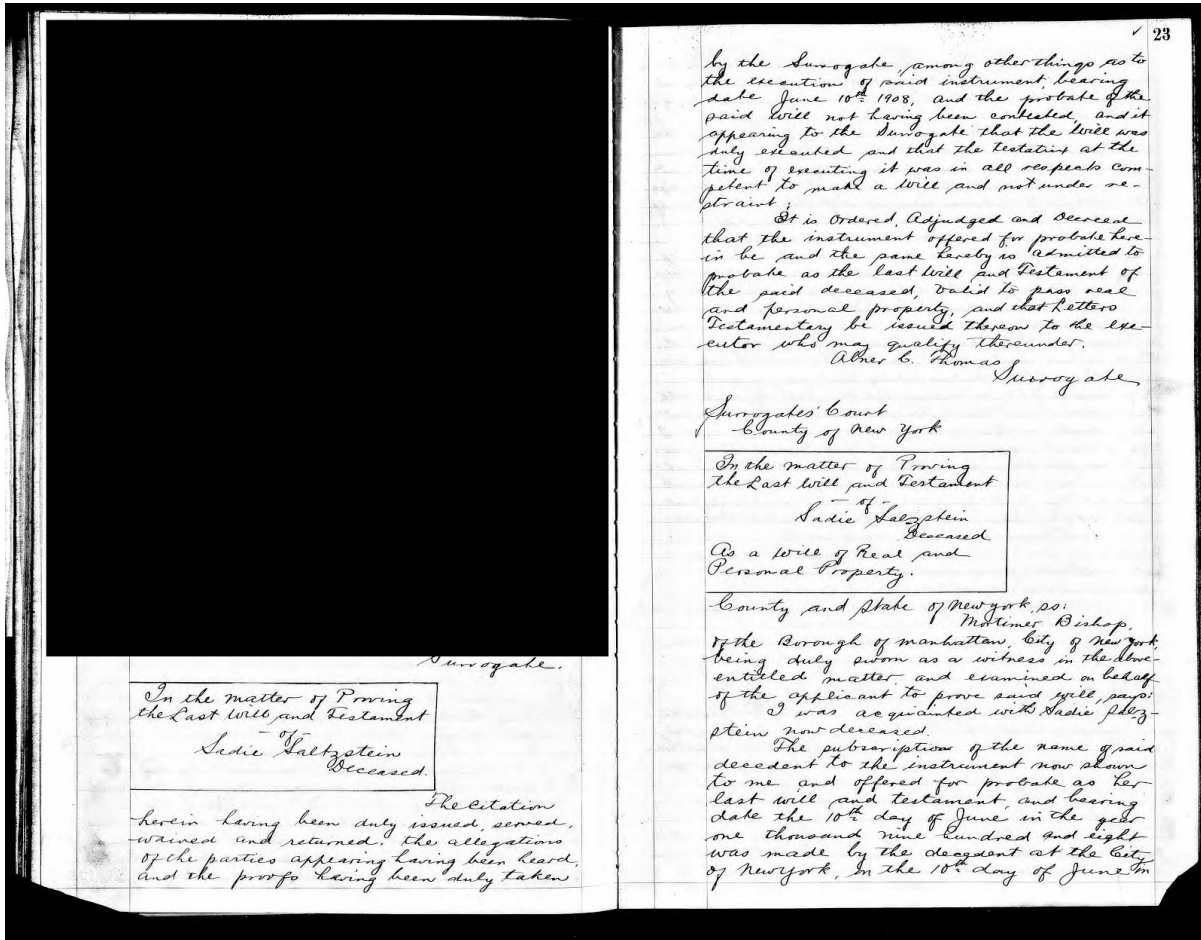 Surrogate.
In the matter of Proving
the Last Will and Testament
- of -
Sadie Saltzstein
Deceased.
The citation
herein having been duly issued, served,
waived and returned; the allegations
of the parties appearing having been heard,
and the proofs having been duly taken
23
by the Surrogate, among other things as to
the execution of said instrument, bearing
date June 10th 1908, and the probate of the
said will not having been contested, and it
appearing to the Surrogate that the Will was
duly executed and that the testatrix at the
time of executing it was in all respects com-
petent to make a Will and not under re-
straint;
It is Ordered, Adjudged and Decreed
that the instrument offered for probate here-
in be and the same hereby is admitted to
probate as the last Will and Testament of
the said deceased, valid to pass real
and personal property, and that Letters
Testamentary be issued thereon to the exe-
cutor who may qualify thereunder.
Abner C. Thomas
Surrogate
Surrogates' Court
County of New York
In the matter of Proving
the Last Will and Testament
- of -
Sadie Salzstein
Deceased
As a Will of Real and
Personal Property.
County and State of New York, ss:
Mortimer Bishop,
of the Borough of Manhattan, City of New York,
being duly sworn as a witness in the above
entitled matter, and examined on behalf
of the applicant to prove said will, says:
I was acquainted with Sadie Salz-
stein now deceased.
The subscription of the name of said
decedent to the instrument now shown
to me and offered for probate as her
last will and testament, and bearing
date the 10th day of June in the year
one thousand nine hundred and eight
was made by the decedent at the City
of New York, on the 10th day of June in